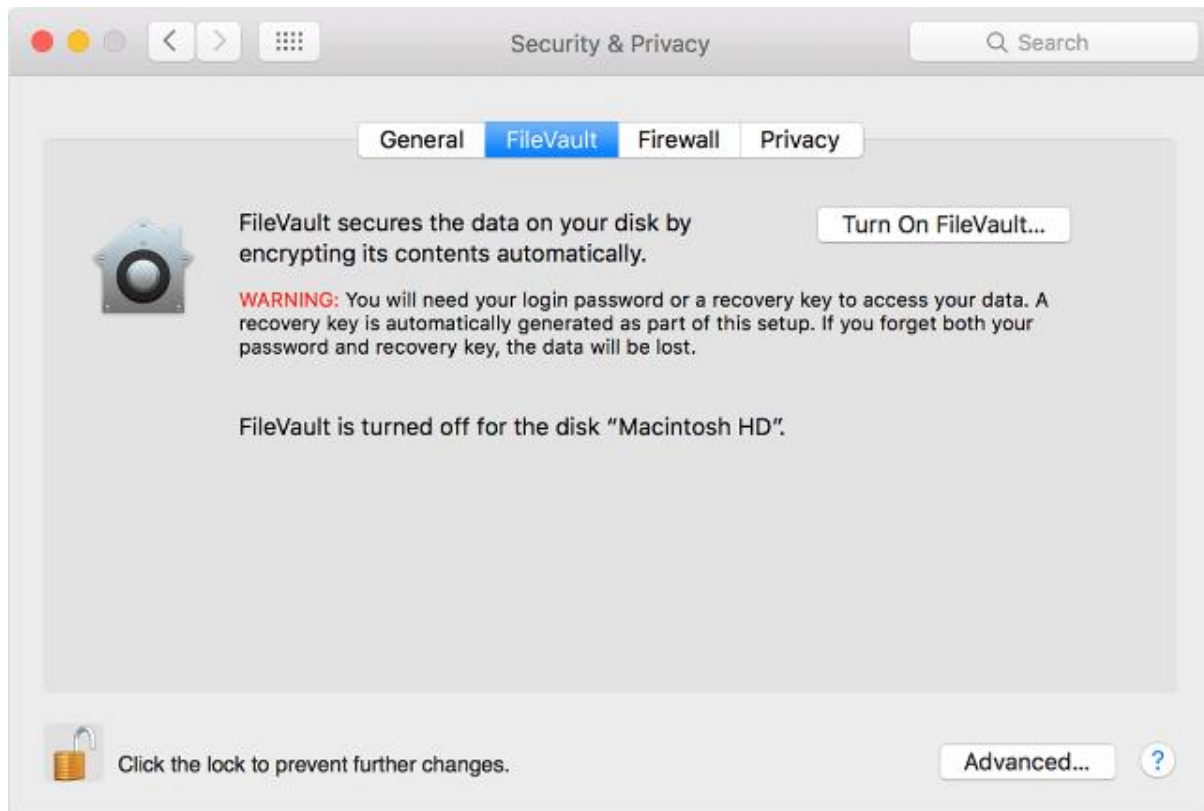 Security & Privacy
Search
General
FileVault
Firewall
Privacy
FileVault secures the data on your disk by
encrypting its contents automatically.
Turn On FileVault...
WARNING: You will need your login password or a recovery key to access your data. A
recovery key is automatically generated as part of this setup. If you forget both your
password and recovery key, the data will be lost.
FileVault is turned off for the disk “Macintosh HD”.
Click the lock to prevent further changes.
Advanced...
?